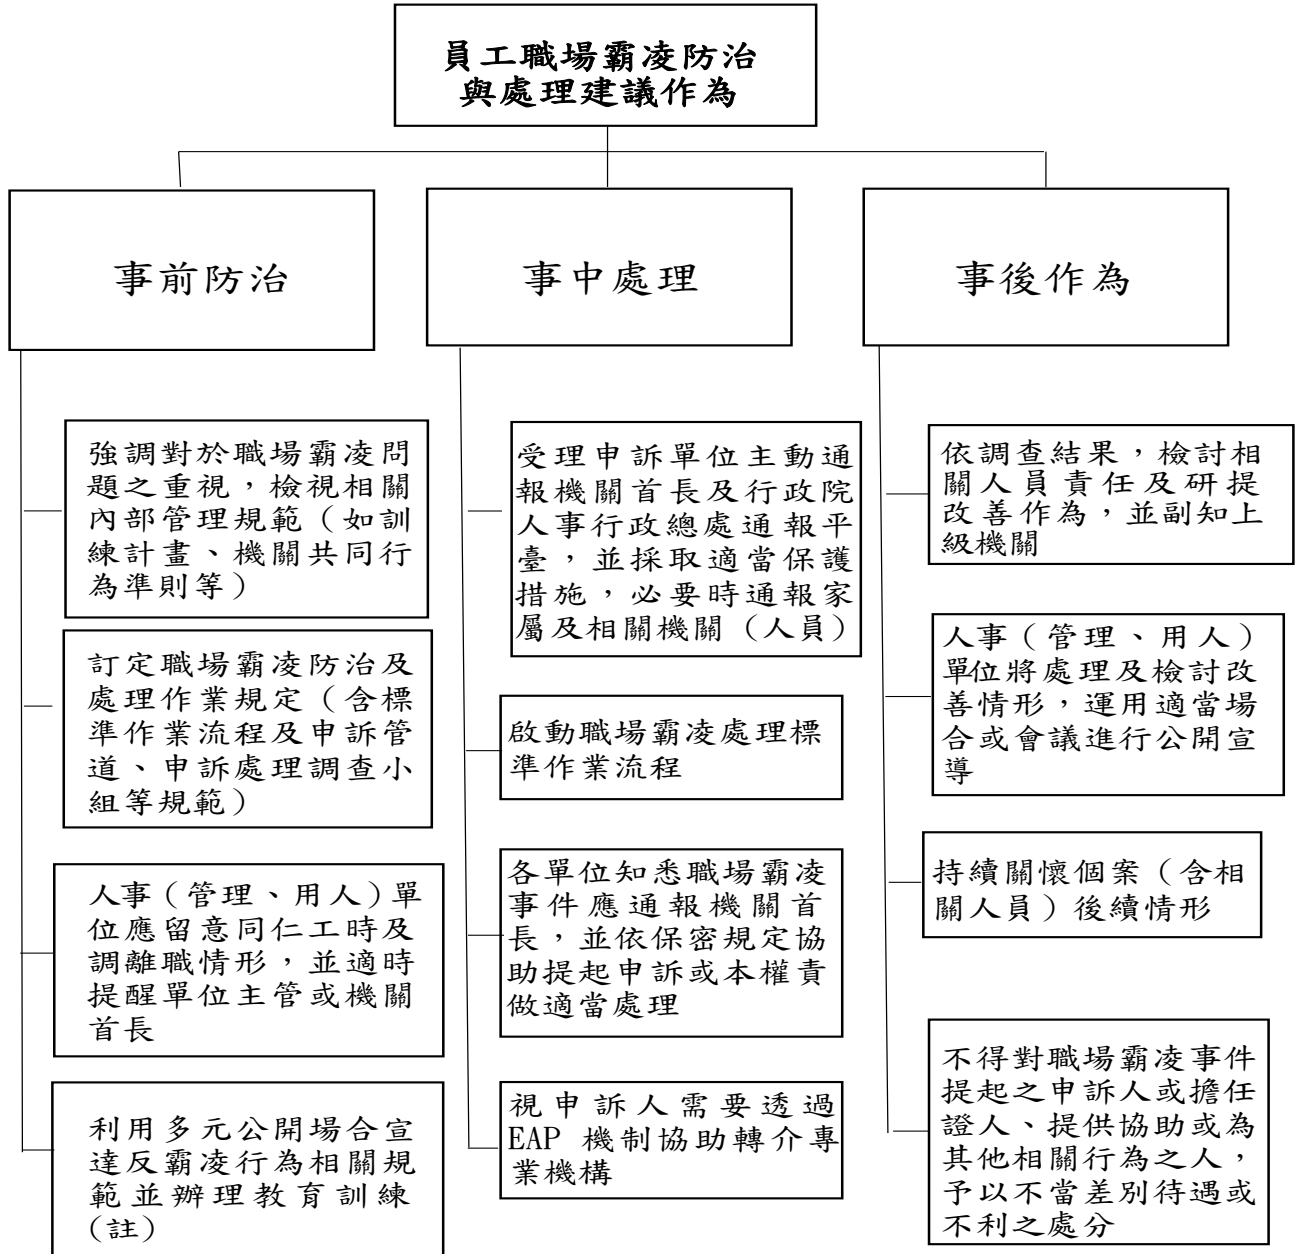 員工職場霸凌防治
與處理建議作為
事前防治
強調對於職場霸凌問
題之重視，檢視相關
內部管理規範（如訓
練計畫、機關共同行
為準則等）
訂定職場霸凌防治及
處理作業規定（含標
準作業流程及申訴管
道、申訴處理調查小
組等規範）
人事（管理、用人）單
位應留意同仁工時及
調離職情形，並適時
提醒單位主管或機關
首長
利用多元公開場合宣
達反霸凌行為相關規
範並辦理教育訓練
(註)
事中處理
受理申訴單位主動通
報機關首長及行政院
人事行政總處通報平
臺，並採取適當保護
措施，必要時通報家
屬及相關機關（人員）
啟動職場霸凌處理標
準作業流程
各單位知悉職場霸凌
事件應通報機關首
長，並依保密規定協
助提起申訴或本權責
做適當處理
視申訴人需要透過
EAP 機制協助轉介專
業機構
事後作為
依調查結果，檢討相
關人員責任及研提
改善作為，並副知上
級機關
人事（管理、用人）
單位將處理及檢討改
善情形，運用適當場
合或會議進行公開宣
導
持續關懷個案（含相
關人員）後續情形
不得對職場霸凌事件
提起之申訴人或擔任
證人、提供協助或為
其他相關行為之人，
予以不當差別待遇或
不利之處分